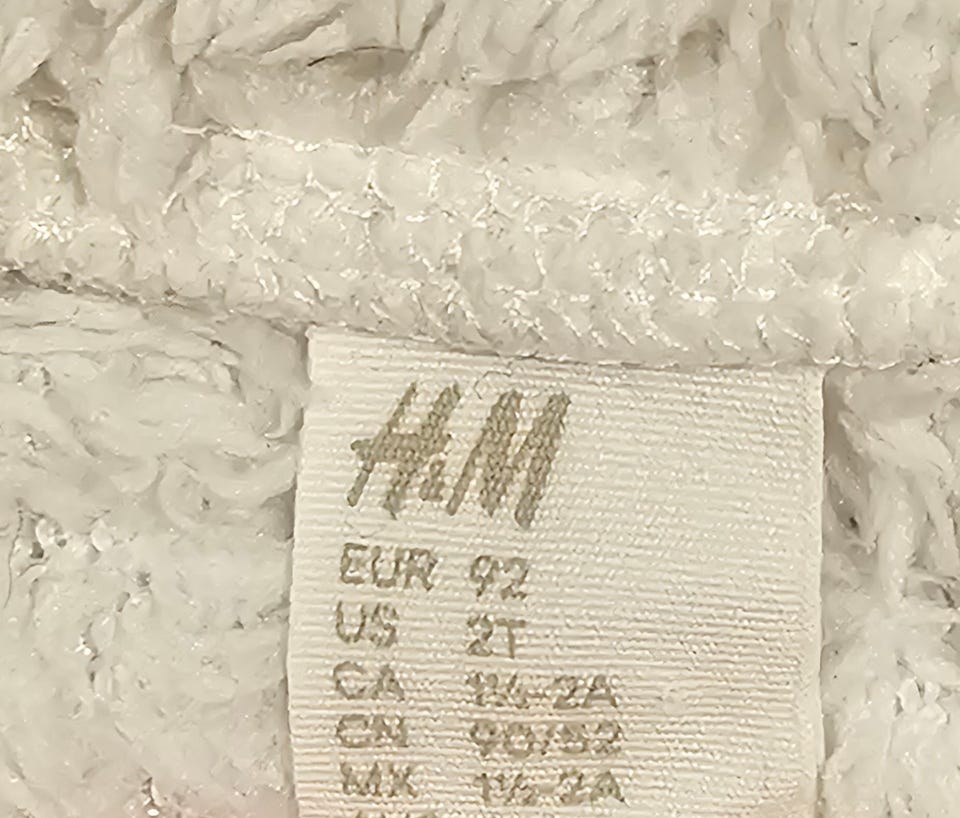 H&M
EUR 92
US 2T
CA 1½-2A
CN 90/52
MX 1½-2A